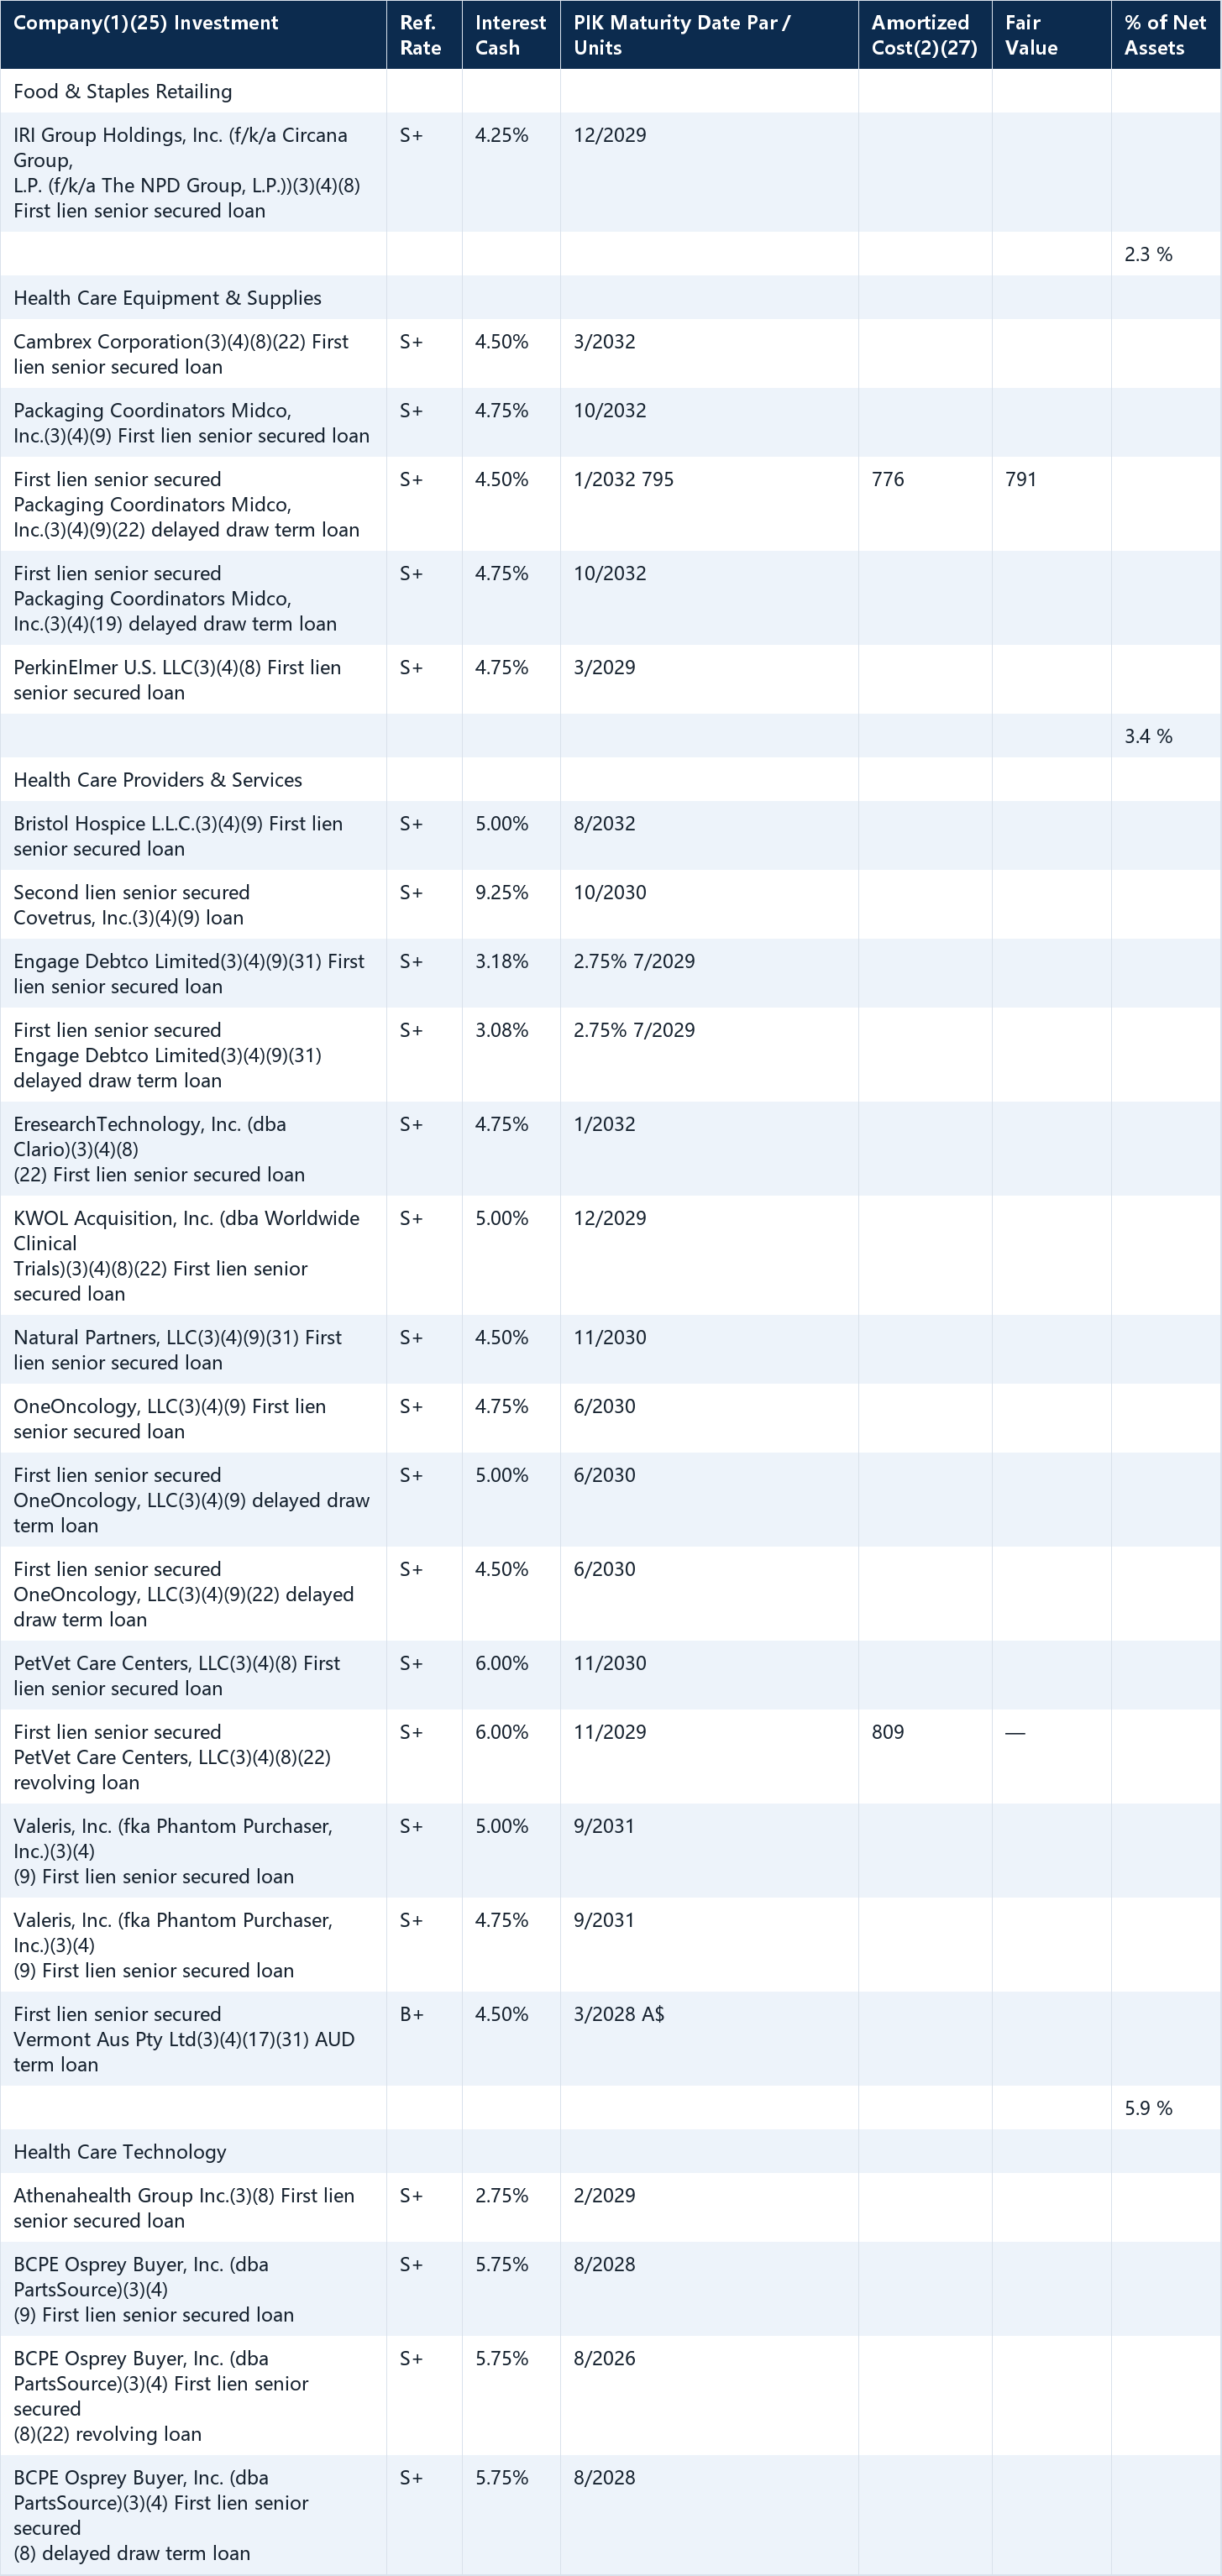 Company(1)(25) Investment
Ref.
Rate
Interest
Cash
PIK Maturity Date Par /
Units
Amortized
Cost(2)(27)
Fair
Value
% of Net
Assets
Food & Staples Retailing
IRI Group Holdings, Inc. (f/k/a Circana
Group,
L.P. (f/k/a The NPD Group, L.P.))(3)(4)(8)
First lien senior secured loan
S+
4.25%
12/2029
2.3 %
Health Care Equipment & Supplies
Cambrex Corporation(3)(4)(8)(22) First
lien senior secured loan
S+
4.50%
3/2032
Packaging Coordinators Midco,
Inc.(3)(4)(9) First lien senior secured loan
S+
4.75%
10/2032
First lien senior secured
Packaging Coordinators Midco,
Inc.(3)(4)(9)(22) delayed draw term loan
S+
4.50%
1/2032 795
776
791
First lien senior secured
Packaging Coordinators Midco,
Inc.(3)(4)(19) delayed draw term loan
S+
4.75%
10/2032
PerkinElmer U.S. LLC(3)(4)(8) First lien
senior secured loan
S+
4.75%
3/2029
3.4 %
Health Care Providers & Services
Bristol Hospice L.L.C.(3)(4)(9) First lien
senior secured loan
S+
5.00%
8/2032
Second lien senior secured
Covetrus, Inc.(3)(4)(9) loan
S+
9.25%
10/2030
Engage Debtco Limited(3)(4)(9)(31) First
lien senior secured loan
S+
3.18%
2.75% 7/2029
First lien senior secured
Engage Debtco Limited(3)(4)(9)(31)
delayed draw term loan
S+
3.08%
2.75% 7/2029
EresearchTechnology, Inc. (dba
Clario)(3)(4)(8)
(22) First lien senior secured loan
S+
4.75%
1/2032
KWOL Acquisition, Inc. (dba Worldwide
Clinical
Trials)(3)(4)(8)(22) First lien senior
secured loan
S+
5.00%
12/2029
Natural Partners, LLC(3)(4)(9)(31) First
lien senior secured loan
S+
4.50%
11/2030
OneOncology, LLC(3)(4)(9) First lien
senior secured loan
S+
4.75%
6/2030
First lien senior secured
OneOncology, LLC(3)(4)(9) delayed draw
term loan
S+
5.00%
6/2030
First lien senior secured
OneOncology, LLC(3)(4)(9)(22) delayed
draw term loan
S+
4.50%
6/2030
PetVet Care Centers, LLC(3)(4)(8) First
lien senior secured loan
S+
6.00%
11/2030
First lien senior secured
PetVet Care Centers, LLC(3)(4)(8)(22)
revolving loan
S+
6.00%
11/2029
809
—
Valeris, Inc. (fka Phantom Purchaser,
Inc.)(3)(4)
(9) First lien senior secured loan
S+
5.00%
9/2031
Valeris, Inc. (fka Phantom Purchaser,
Inc.)(3)(4)
(9) First lien senior secured loan
S+
4.75%
9/2031
First lien senior secured
Vermont Aus Pty Ltd(3)(4)(17)(31) AUD
term loan
B+
4.50%
3/2028 A$
5.9 %
Health Care Technology
Athenahealth Group Inc.(3)(8) First lien
senior secured loan
S+
2.75%
2/2029
BCPE Osprey Buyer, Inc. (dba
PartsSource)(3)(4)
(9) First lien senior secured loan
S+
5.75%
8/2028
BCPE Osprey Buyer, Inc. (dba
PartsSource)(3)(4) First lien senior
secured
(8)(22) revolving loan
S+
5.75%
8/2026
BCPE Osprey Buyer, Inc. (dba
PartsSource)(3)(4) First lien senior
secured
(8) delayed draw term loan
S+
5.75%
8/2028